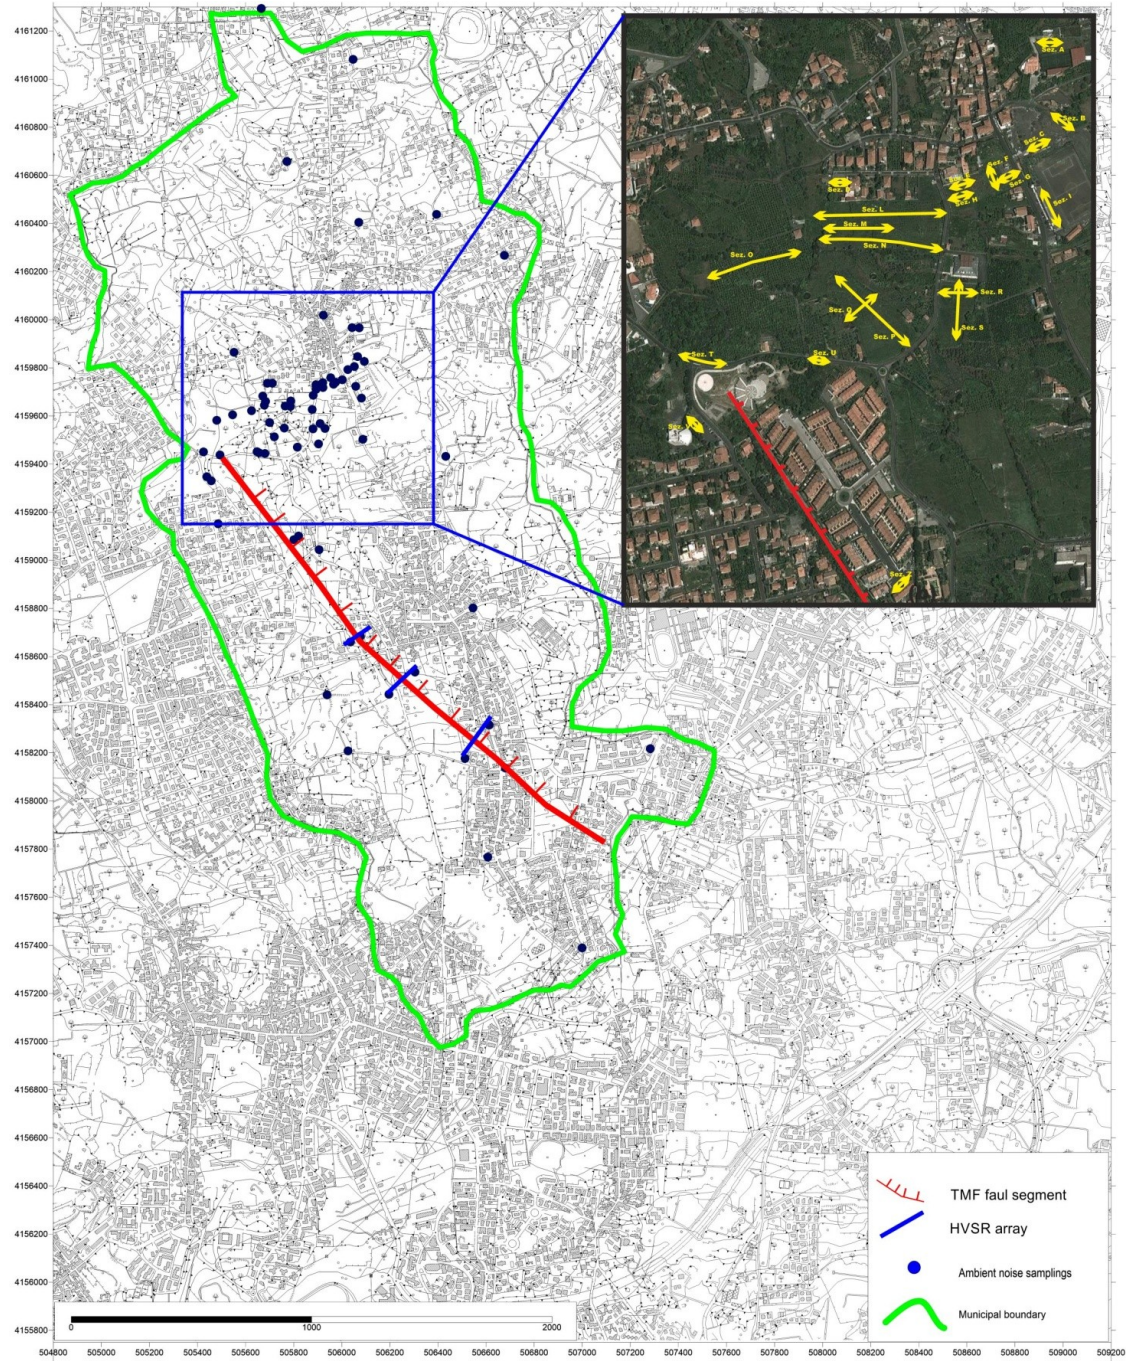 4161200
4161000
4160800
4160600
4160400
4160200
4160000
4159800
4159600
4159400
4159200
4159000
4158800
4158600
4158400
4158200
4158000
4157800
4157600
4157400
4157200
4157000
4156800
4156600
4156400
4156200
4156000
4155800
504800 505000 505200 505400 505600 505800 506000 506200 506400 506600 506800 507000 507200 507400 507600 507800 508000 508200 508400 508600 508800 509000 509200
Sez. A
Sez. B
Sez. C
Sez. F
Sez. G
Sez. H
Sez. I
Sez. L
Sez. M
Sez. N
Sez. O
Sez. R
Sez. Q
Sez. S
Sez. P
Sez. T
Sez. U
0 1000 2000
TMF faul segment
HVSR array
Ambient noise samplings
Municipal boundary